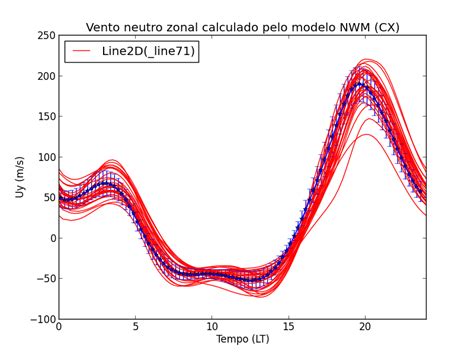 Vento neutro zonal calculado pelo modelo NWM (CX)
250
200
150
100
50
0
−50
−100
Uy (m/s)
Line2D(_line71)
0 5 10 15 20
Tempo (LT)